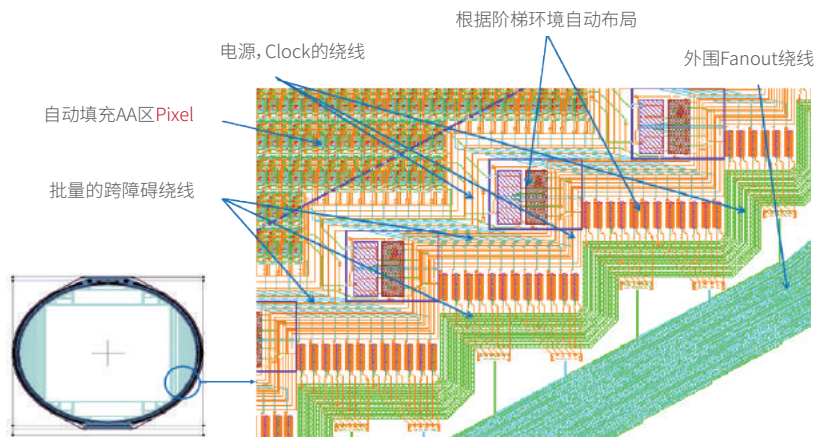 根据阶梯环境自动布局
电源, Clock的绕线
外围Fanout绕线
自动填充AA区Pixel
批量的跨障碍绕线